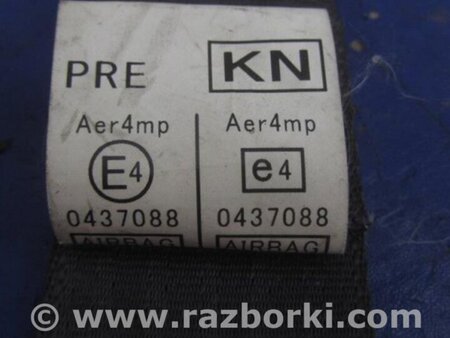 PRE KN
Aer4mp Aer4mp
E4 e4
0437088 0437088
AIRBAG AIRBAG
© www.razborki.com